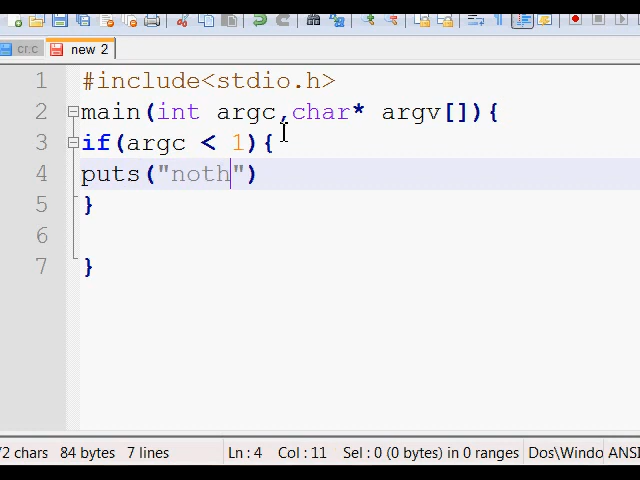 cr.c new 2
1 #include<stdio.h>
2 main(int argc,char* argv[]){
3 if(argc < 1){
4 puts("noth")
5 }
6
7 }
2 chars 84 bytes 7 lines Ln : 4 Col : 11 Sel : 0 (0 bytes) in 0 ranges Dos\Windo ANSI